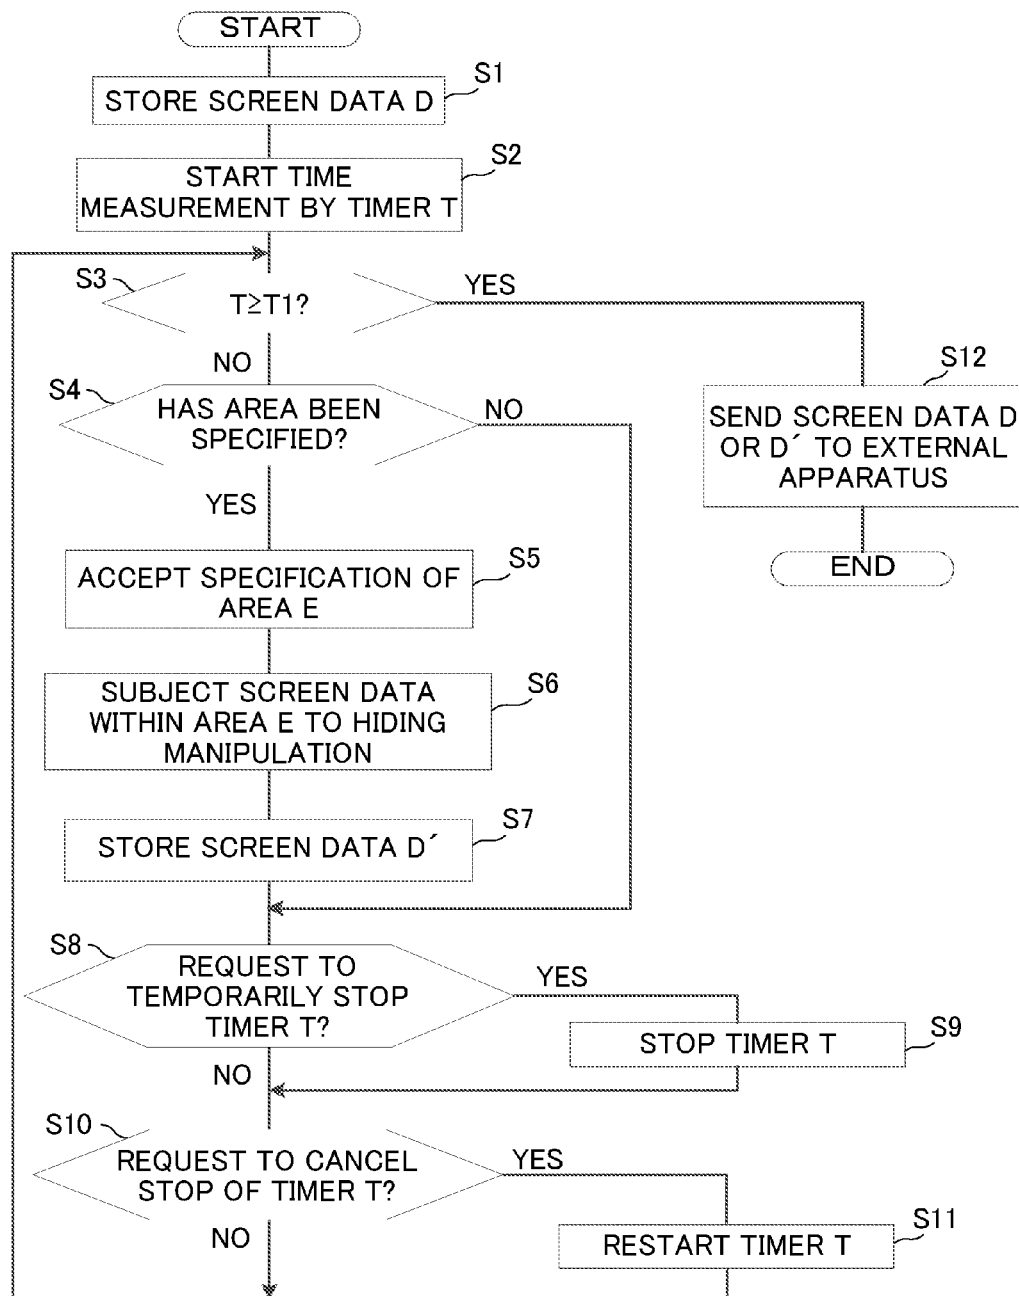 START
S1
STORE SCREEN DATA D
S2
START TIME
MEASUREMENT BY TIMER T
S3
T≥T1?
YES
NO
S12
SEND SCREEN DATA D
OR D´ TO EXTERNAL
APPARATUS
END
S4
HAS AREA BEEN
SPECIFIED?
NO
YES
S5
ACCEPT SPECIFICATION OF
AREA E
S6
SUBJECT SCREEN DATA
WITHIN AREA E TO HIDING
MANIPULATION
S7
STORE SCREEN DATA D´
S8
REQUEST TO
TEMPORARILY STOP
TIMER T?
YES
S9
STOP TIMER T
NO
S10
REQUEST TO CANCEL
STOP OF TIMER T?
YES
S11
RESTART TIMER T
NO